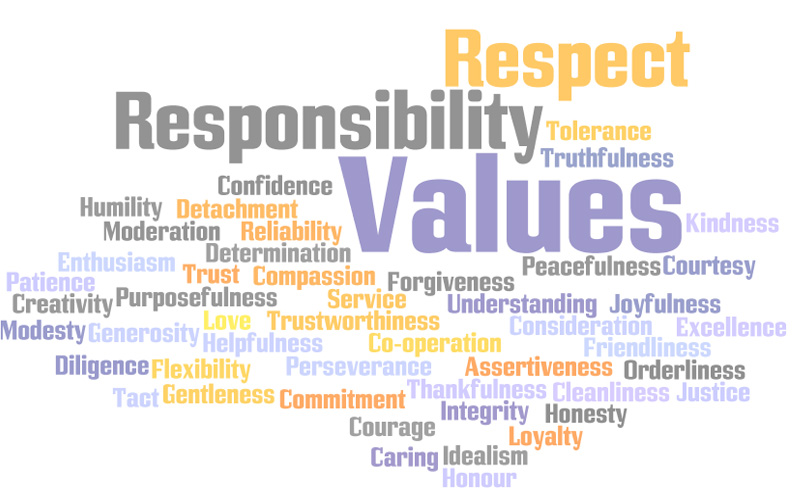 Respect
Responsibility
Tolerance
Truthfulness
Values
Confidence
Humility Detachment
Kindness
Moderation Reliability
Determination
Enthusiasm
Peacefulness Courtesy
Patience
Trust Compassion Forgiveness
Creativity Purposefulness Service
Understanding Joyfulness
Modesty Generosity Love Trustworthiness
Consideration Excellence
Helpfulness Co-operation
Friendliness
Diligence Flexibility Perseverance Assertiveness Orderliness
Tact Gentleness Commitment Thankfulness Cleanliness Justice
Integrity Honesty
Courage
Loyalty
Caring Idealism
Honour